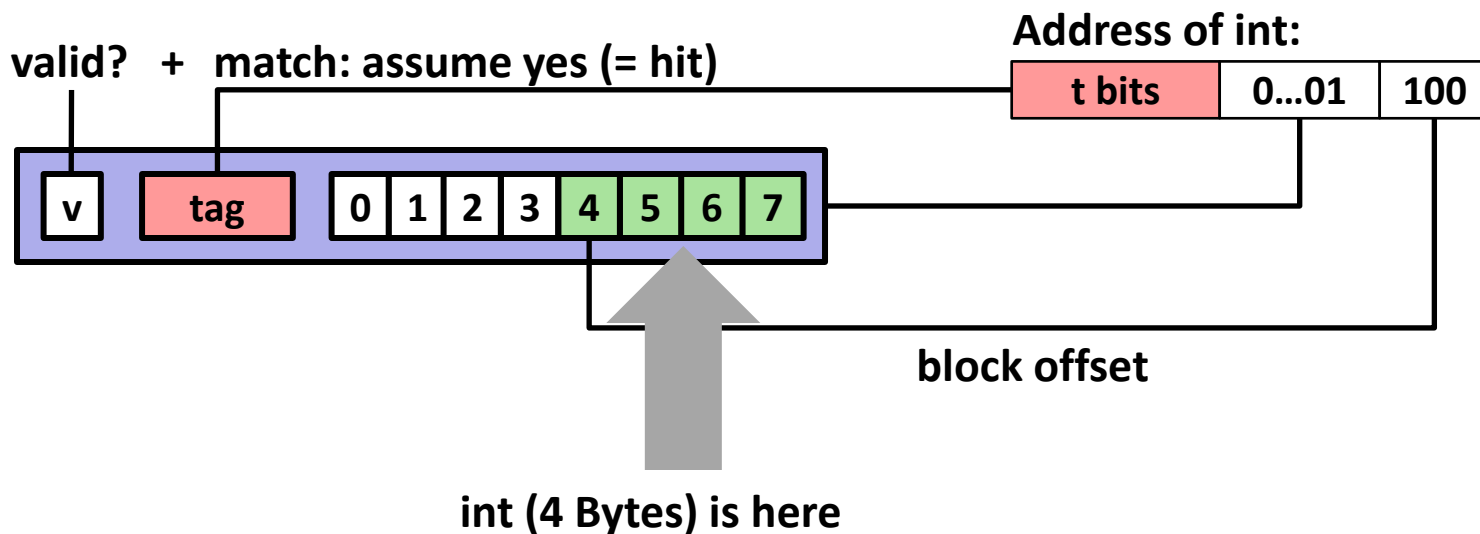 Address of int:
valid? + match: assume yes (= hit)
t bits 0...01 100
v tag 0 1 2 3 4 5 6 7
block offset
int (4 Bytes) is here